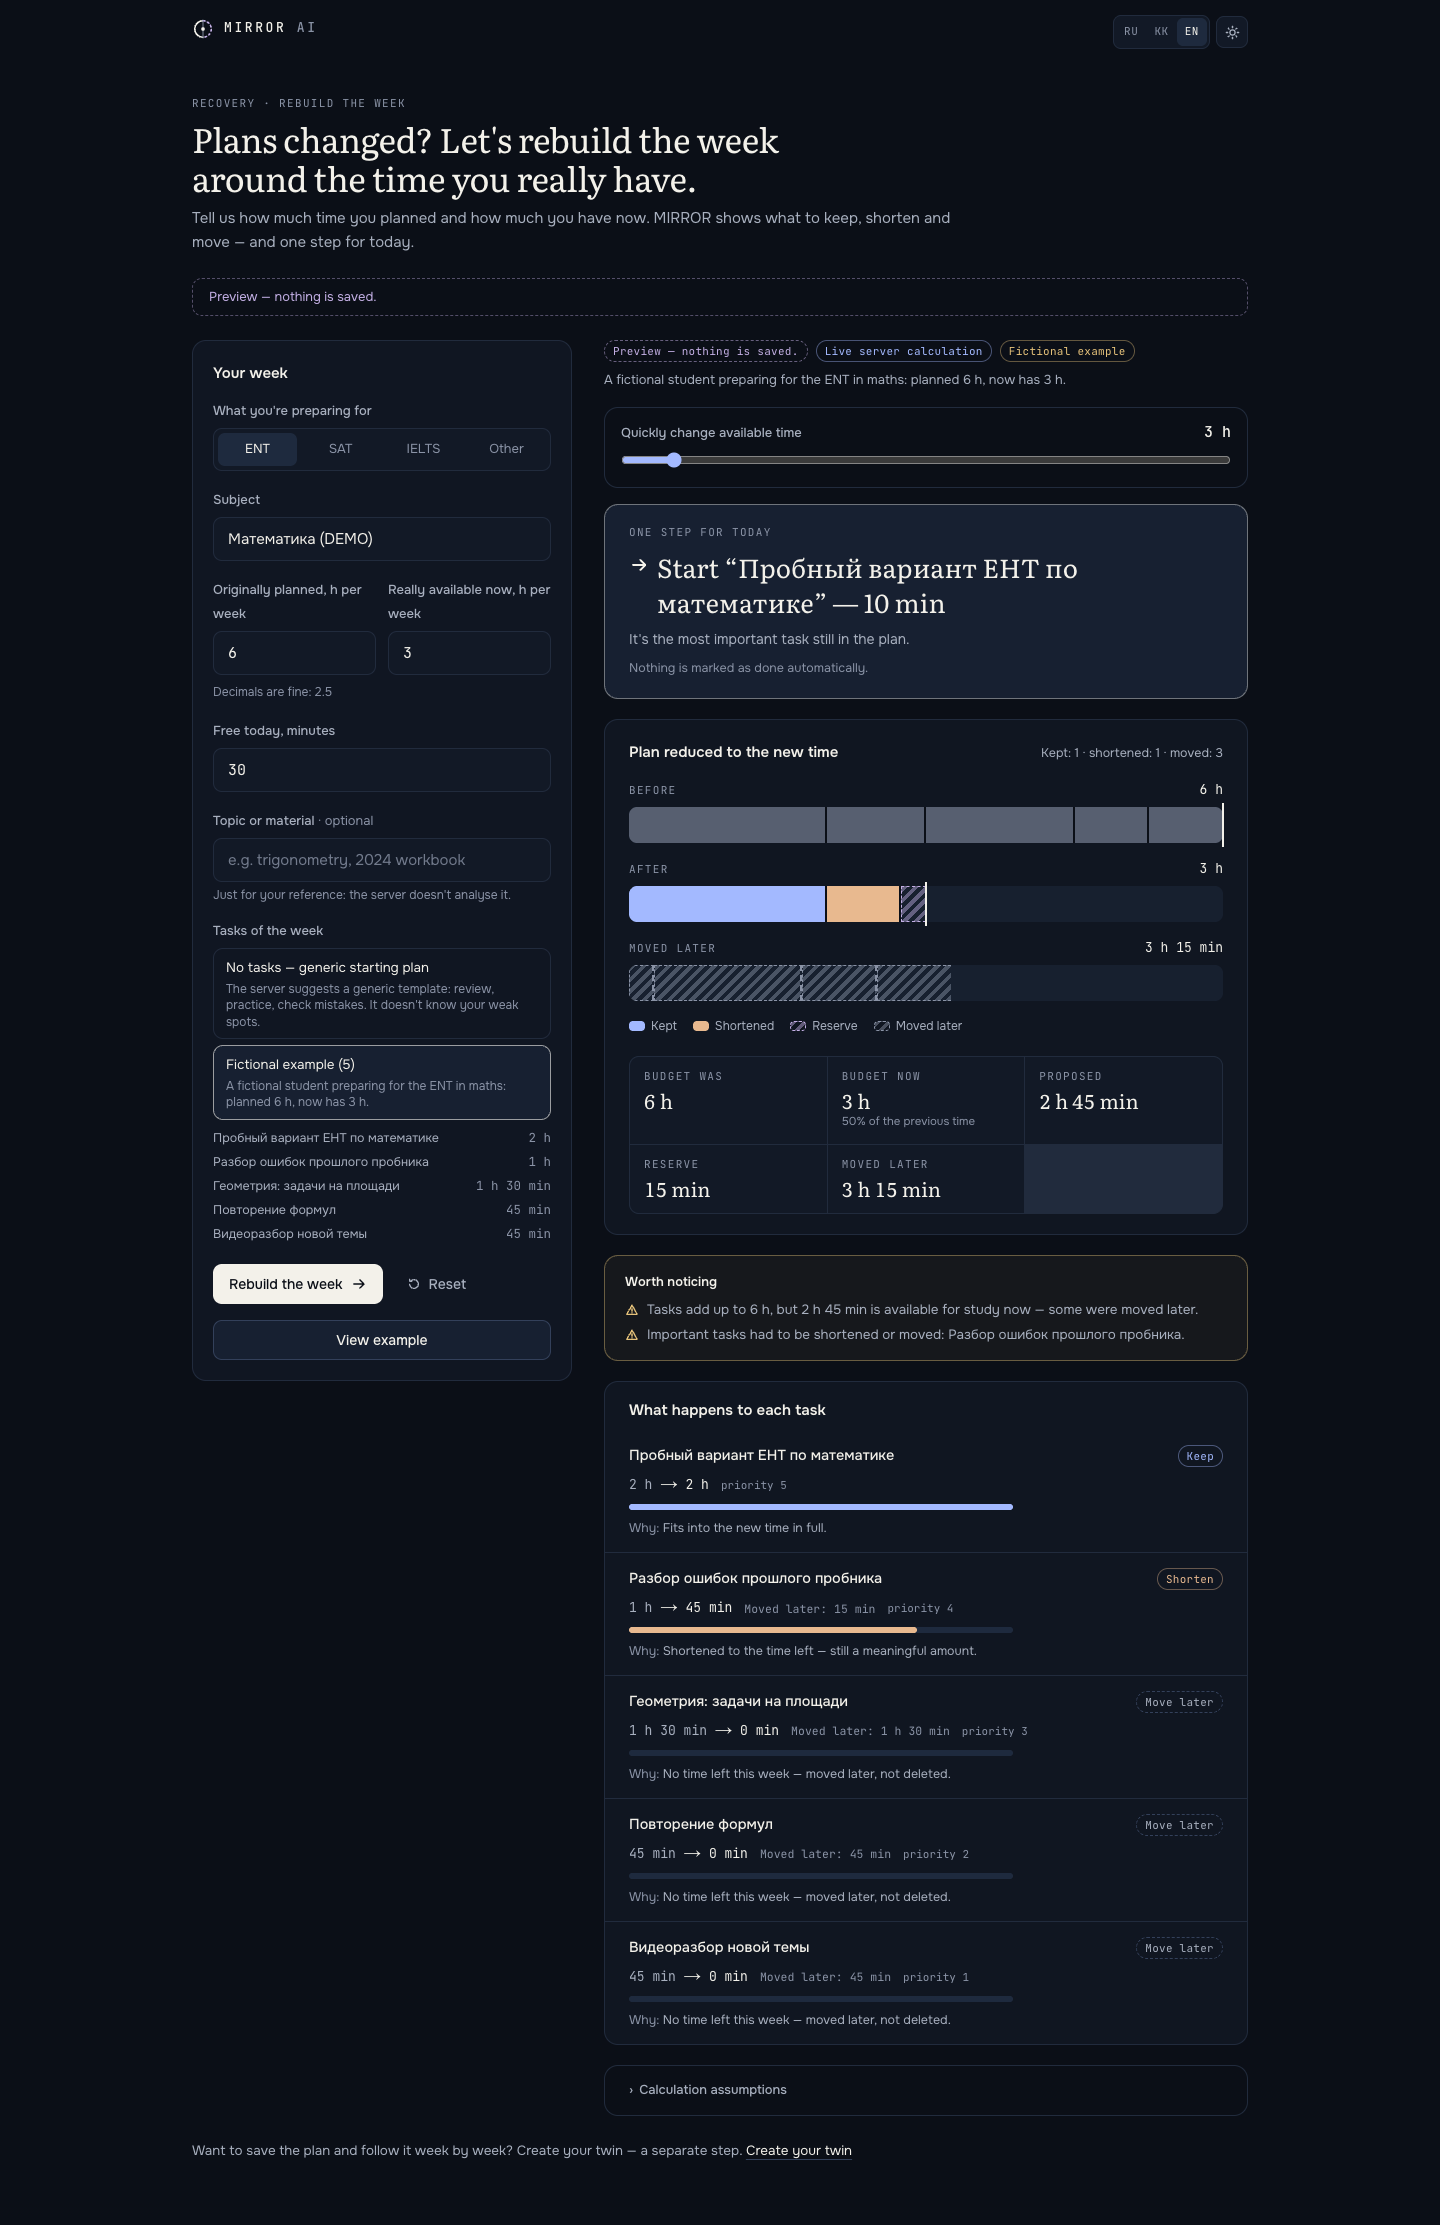 MIRROR AI
RU KK EN
RECOVERY · REBUILD THE WEEK
Plans changed? Let's rebuild the week
around the time you really have.
Tell us how much time you planned and how much you have now. MIRROR shows what to keep, shorten and
move — and one step for today.
Preview — nothing is saved.
Your week
What you're preparing for
ENT SAT IELTS Other
Subject
Математика (DEMO)
Originally planned, h per
week
Really available now, h per
week
6
3
Decimals are fine: 2.5
Free today, minutes
30
Topic or material · optional
e.g. trigonometry, 2024 workbook
Just for your reference: the server doesn't analyse it.
Tasks of the week
No tasks — generic starting plan
The server suggests a generic template: review,
practice, check mistakes. It doesn't know your weak
spots.
Fictional example (5)
A fictional student preparing for the ENT in maths:
planned 6 h, now has 3 h.
Пробный вариант ЕНТ по математике 2 h
Разбор ошибок прошлого пробника 1 h
Геометрия: задачи на площади 1 h 30 min
Повторение формул 45 min
Видеоразбор новой темы 45 min
Rebuild the week →
Reset
View example
Preview — nothing is saved. Live server calculation Fictional example
A fictional student preparing for the ENT in maths: planned 6 h, now has 3 h.
Quickly change available time 3 h
ONE STEP FOR TODAY
→ Start “Пробный вариант ЕНТ по
математике” — 10 min
It's the most important task still in the plan.
Nothing is marked as done automatically.
Plan reduced to the new time Kept: 1 · shortened: 1 · moved: 3
BEFORE 6 h
AFTER 3 h
MOVED LATER 3 h 15 min
Kept Shortened Reserve Moved later
BUDGET WAS
6 h
BUDGET NOW
3 h
50% of the previous time
PROPOSED
2 h 45 min
RESERVE
15 min
MOVED LATER
3 h 15 min
Worth noticing
Tasks add up to 6 h, but 2 h 45 min is available for study now — some were moved later.
Important tasks had to be shortened or moved: Разбор ошибок прошлого пробника.
What happens to each task
Пробный вариант ЕНТ по математике Keep
2 h → 2 h priority 5
Why: Fits into the new time in full.
Разбор ошибок прошлого пробника Shorten
1 h → 45 min Moved later: 15 min priority 4
Why: Shortened to the time left — still a meaningful amount.
Геометрия: задачи на площади Move later
1 h 30 min → 0 min Moved later: 1 h 30 min priority 3
Why: No time left this week — moved later, not deleted.
Повторение формул Move later
45 min → 0 min Moved later: 45 min priority 2
Why: No time left this week — moved later, not deleted.
Видеоразбор новой темы Move later
45 min → 0 min Moved later: 45 min priority 1
Why: No time left this week — moved later, not deleted.
› Calculation assumptions
Want to save the plan and follow it week by week? Create your twin — a separate step. Create your twin